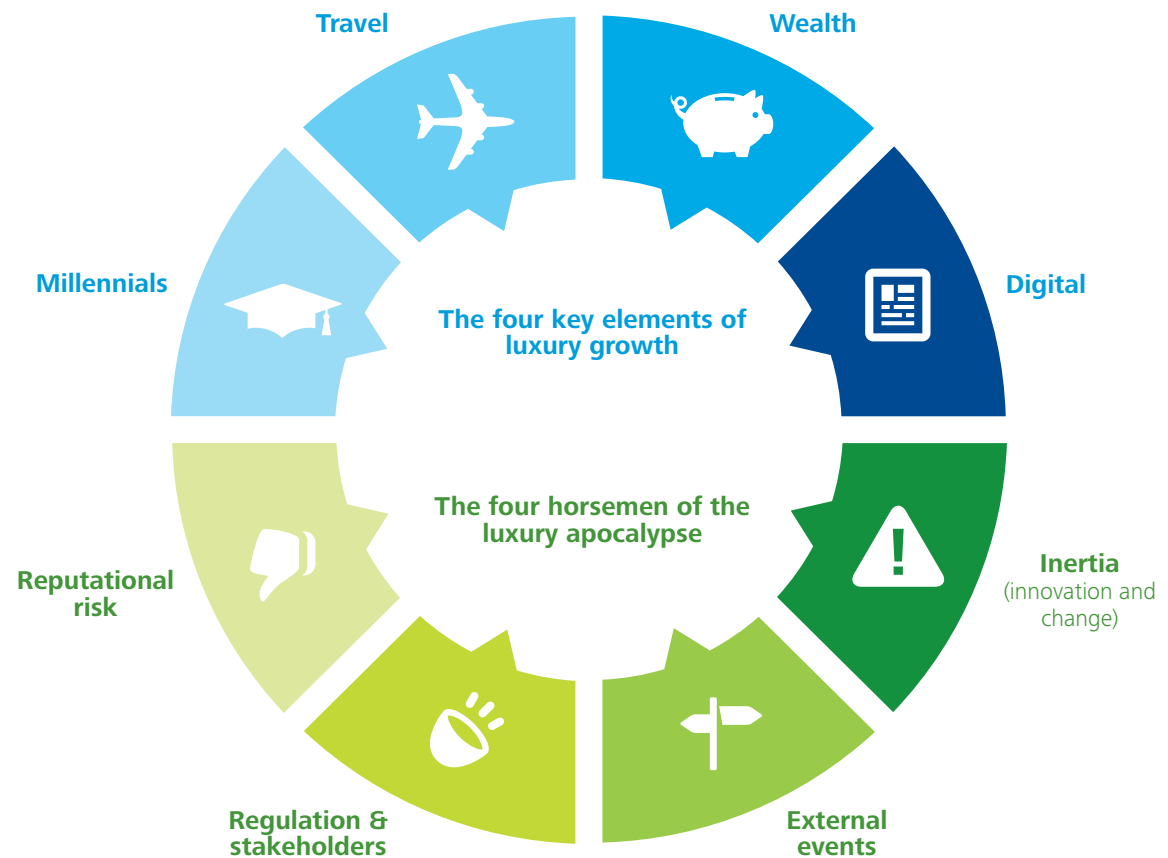 Travel
Wealth
Millennials
Digital
The four key elements of
luxury growth
The four horsemen of the
luxury apocalypse
Reputational
risk
Inertia
(innovation and
change)
Regulation &
stakeholders
External
events
!